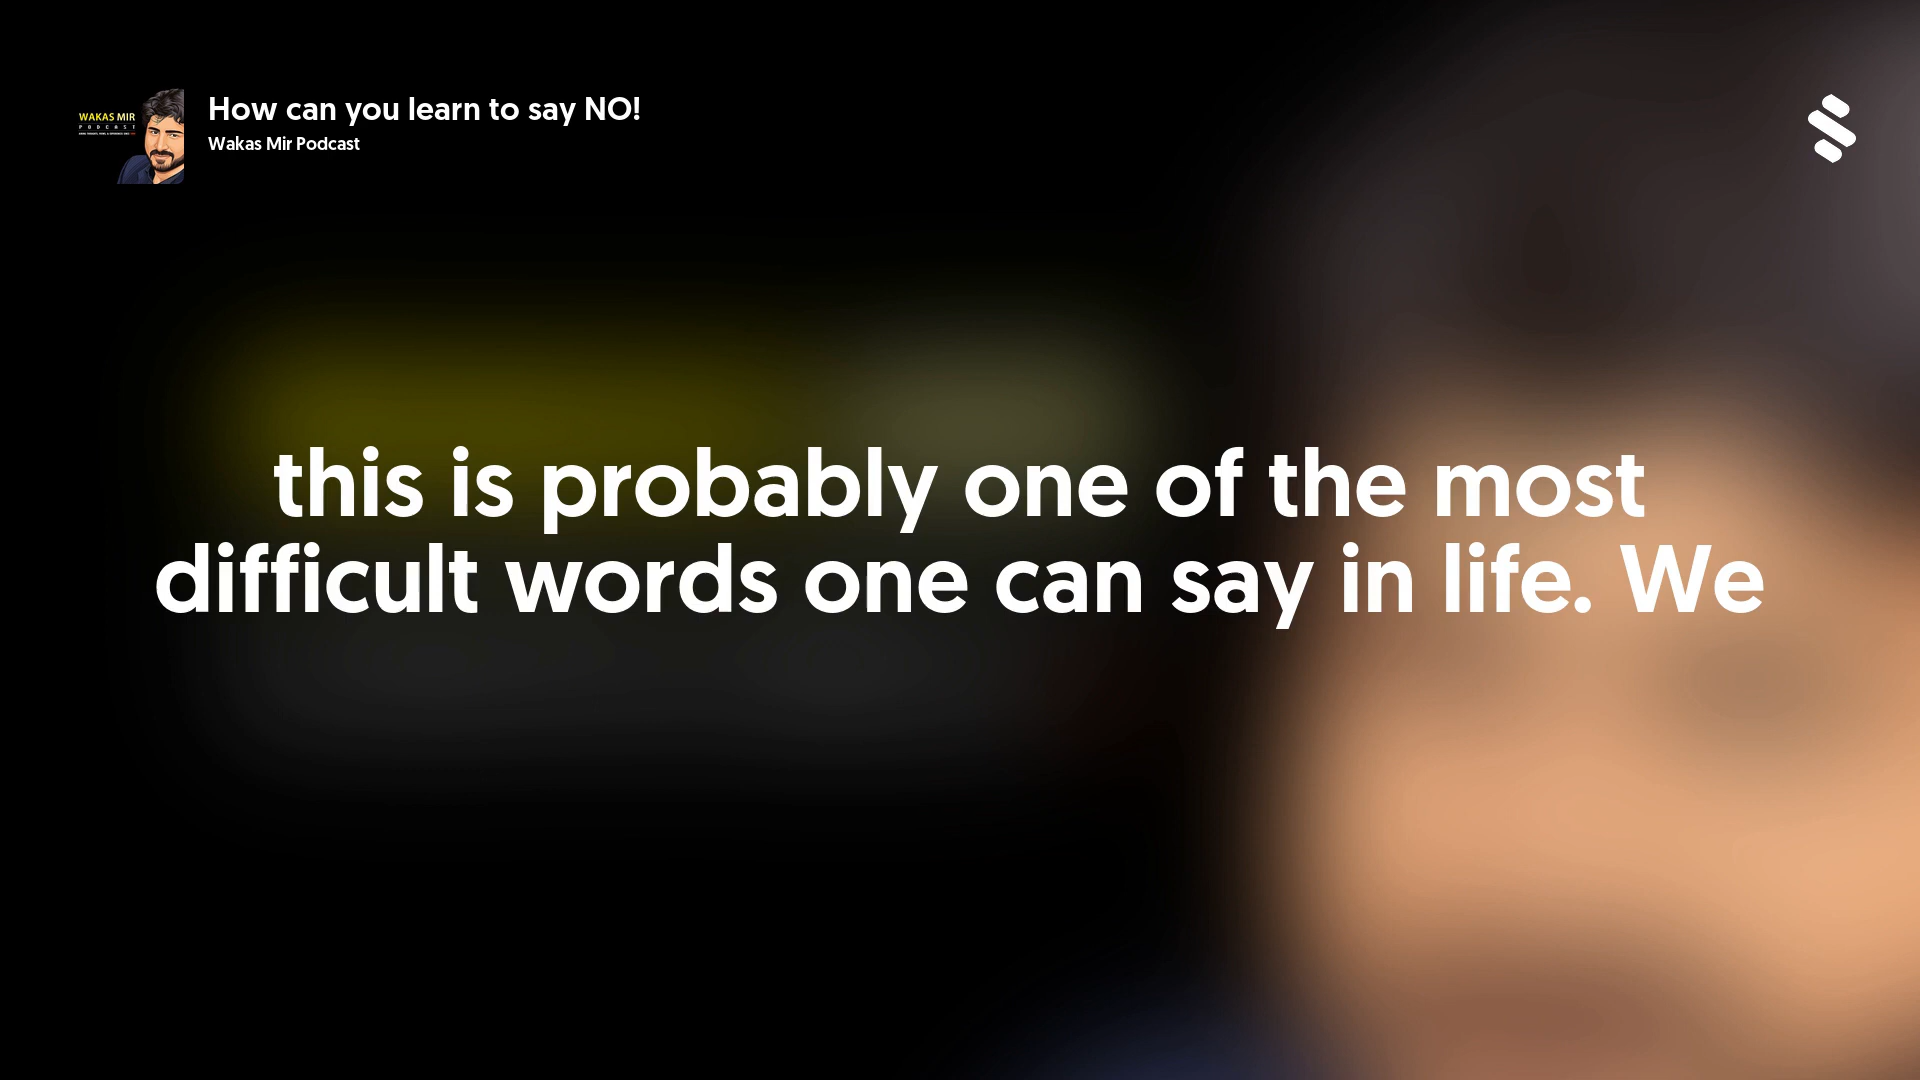 How can you learn to say NO!
Wakas Mir Podcast
WAKAS MIR
PODCAST
this is probably one of the most
difficult words one can say in life. We